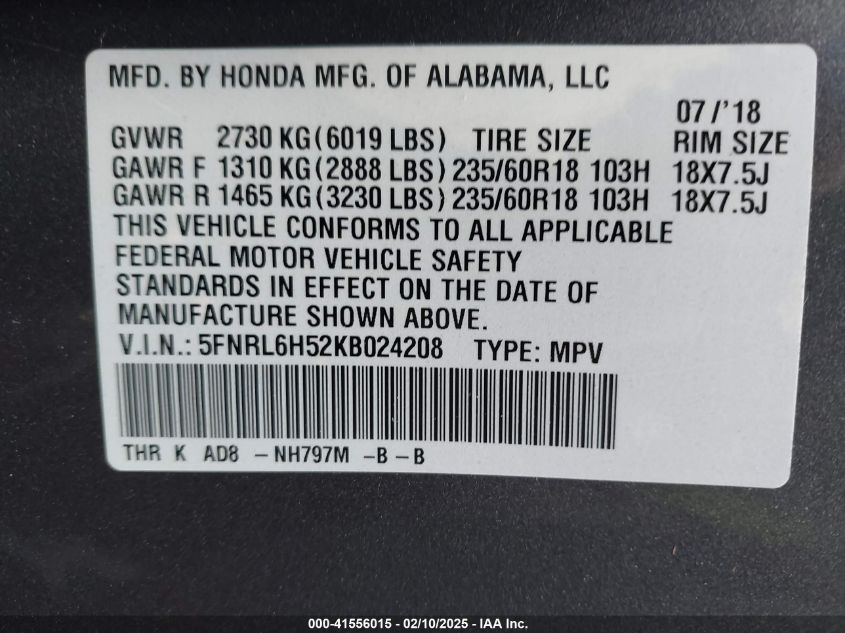 MFD. BY HONDA MFG. OF ALABAMA, LLC
07/'18
GVWR 2730 KG(6019 LBS) TIRE SIZE RIM SIZE
GAWR F 1310 KG(2888 LBS) 235/60R18 103H 18X7.5J
GAWR R 1465 KG(3230 LBS) 235/60R18 103H 18X7.5J
THIS VEHICLE CONFORMS TO ALL APPLICABLE
FEDERAL MOTOR VEHICLE SAFETY
STANDARDS IN EFFECT ON THE DATE OF
MANUFACTURE SHOWN ABOVE.
V.I.N.: 5FNRL6H52KB024208 TYPE: MPV
THR K AD8 -NH797M -B-B
000-41556015 - 02/10/2025 - IAA Inc.